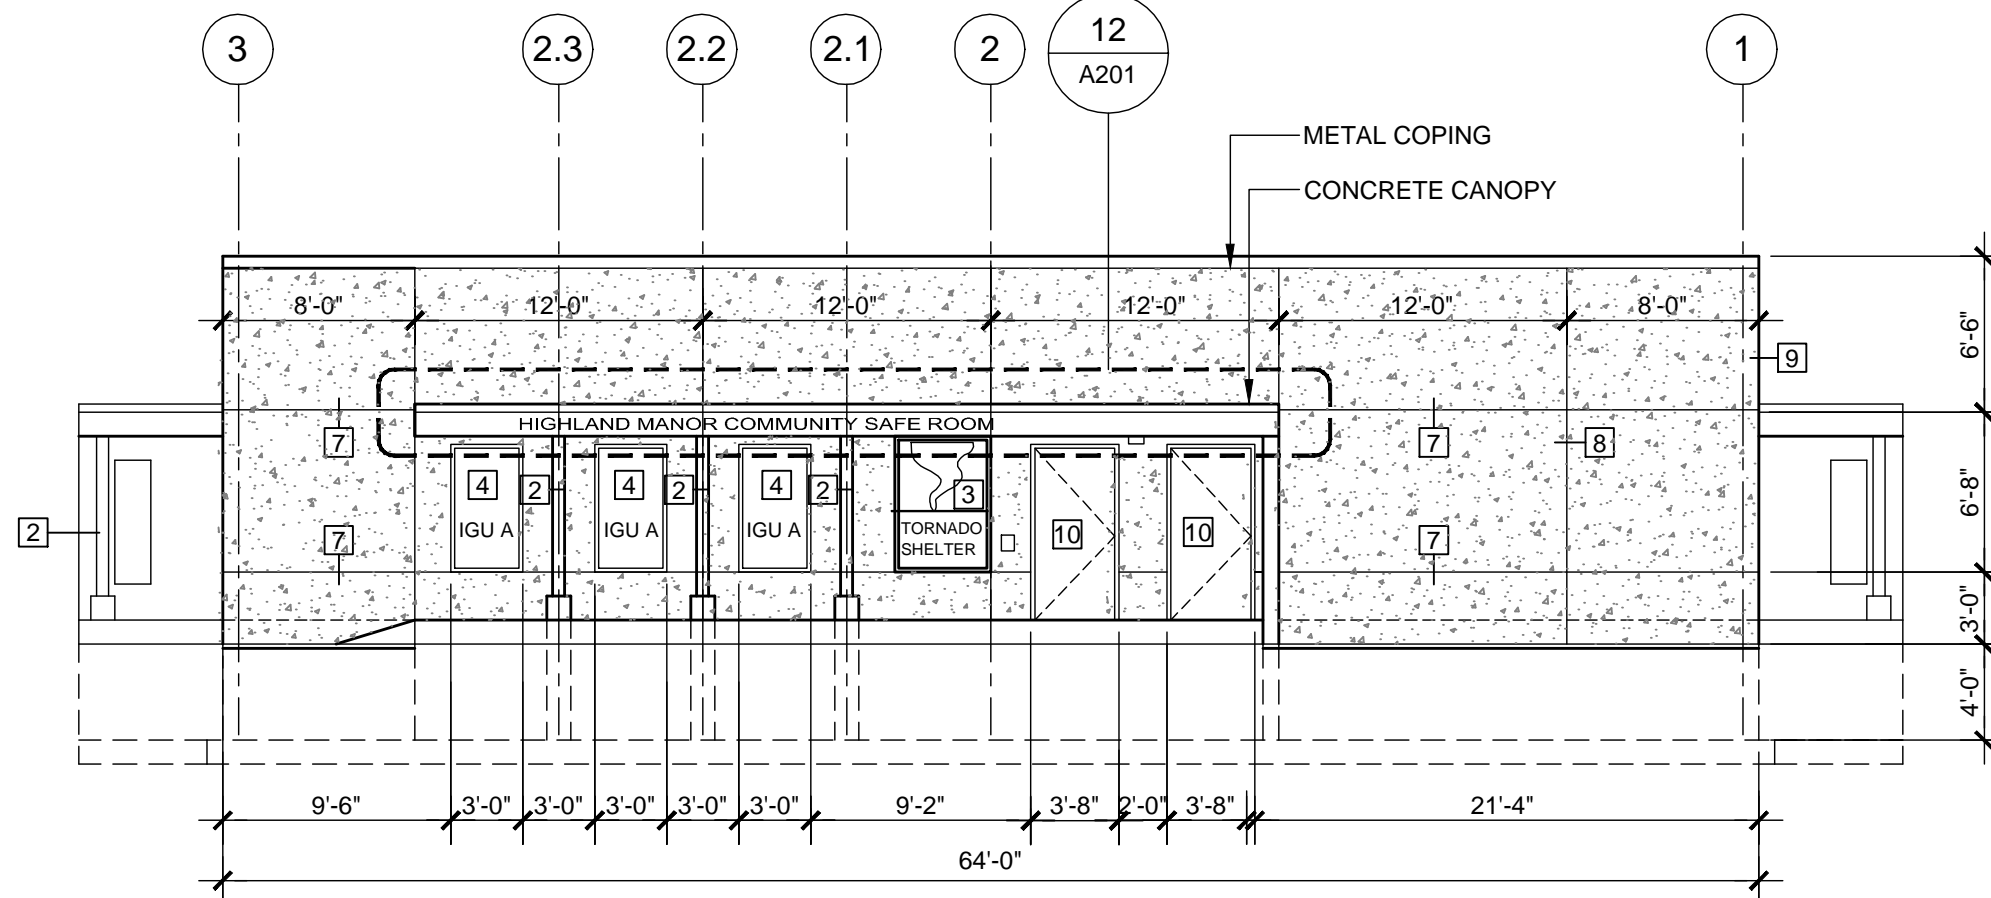 3 2.3 2.2 2.1 2 12 1
A201
METAL COPING
CONCRETE CANOPY
8'-0" 12'-0" 12'-0" 12'-0" 12'-0" 8'-0"
6'-6"
9
HIGHLAND MANOR COMMUNITY SAFE ROOM
7 7 8
4 2 4 2 4 2 3
6'-8"
IGU A IGU A IGU A
TORNADO
SHELTER
2 7 10 10 7
3'-0"
4'-0"
9'-6" 3'-0" 3'-0" 3'-0" 3'-0" 3'-0" 9'-2" 3'-8" 2'-0" 3'-8" 21'-4"
64'-0"